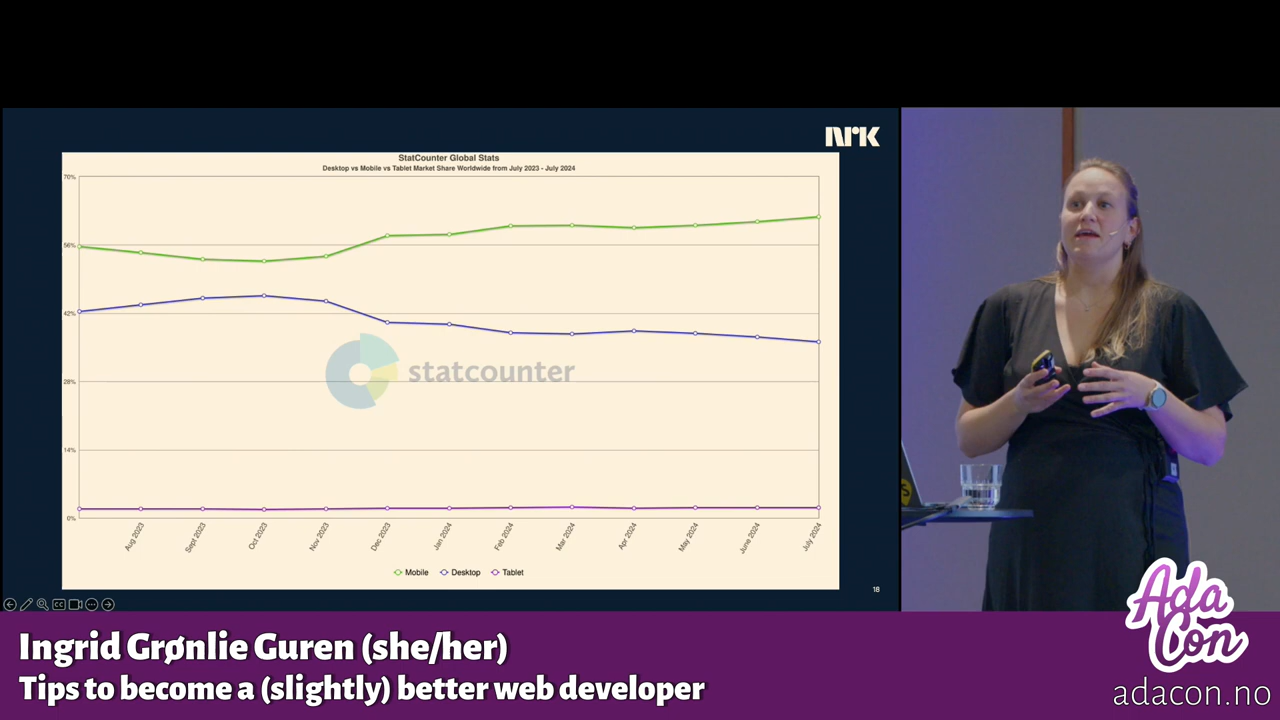 NRK
StatCounter Global Stats
Desktop vs Mobile vs Tablet Market Share Worldwide from July 2023 - July 2024
70%
56%
42%
28%
14%
0%
statcounter
Aug 2023
Sept 2023
Oct 2023
Nov 2023
Dec 2023
Jan 2024
Feb 2024
Mar 2024
Apr 2024
May 2024
June 2024
July 2024
Mobile
Desktop
Tablet
18
CC
Ingrid Grønlie Guren (she/her)
Tips to become a (slightly) better web developer
Ada
Con
adacon.no